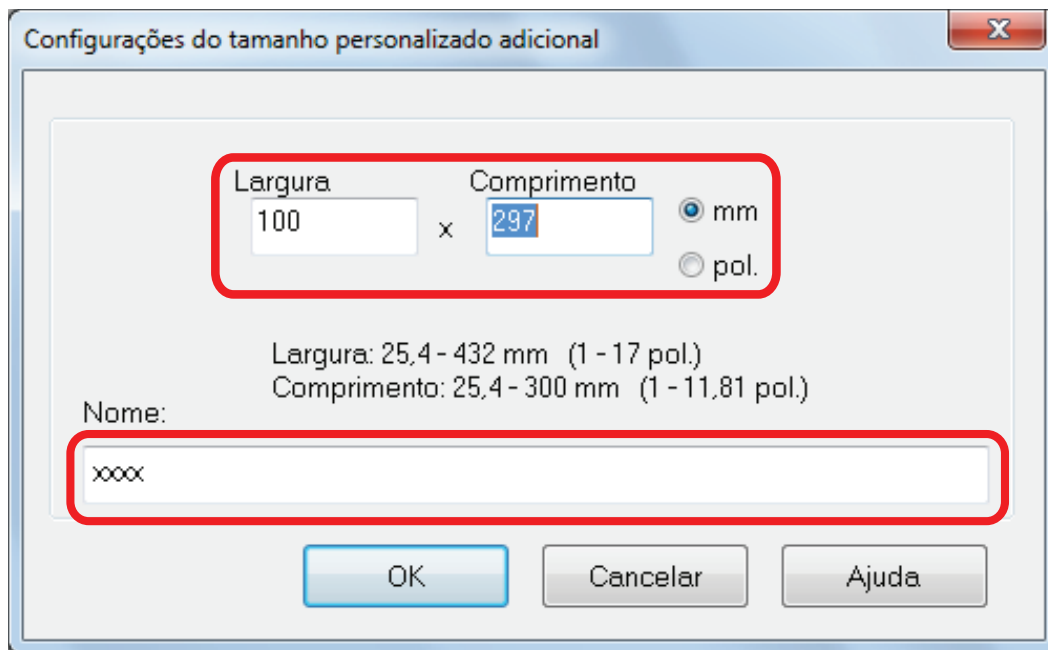 Configurações do tamanho personalizado adicional
Largura Comprimento
100 x 297 mm
pol.
Largura: 25,4 - 432 mm (1 - 17 pol.)
Comprimento: 25,4 - 300 mm (1 - 11,81 pol.)
Nome:
xxxx
OK Cancelar Ajuda